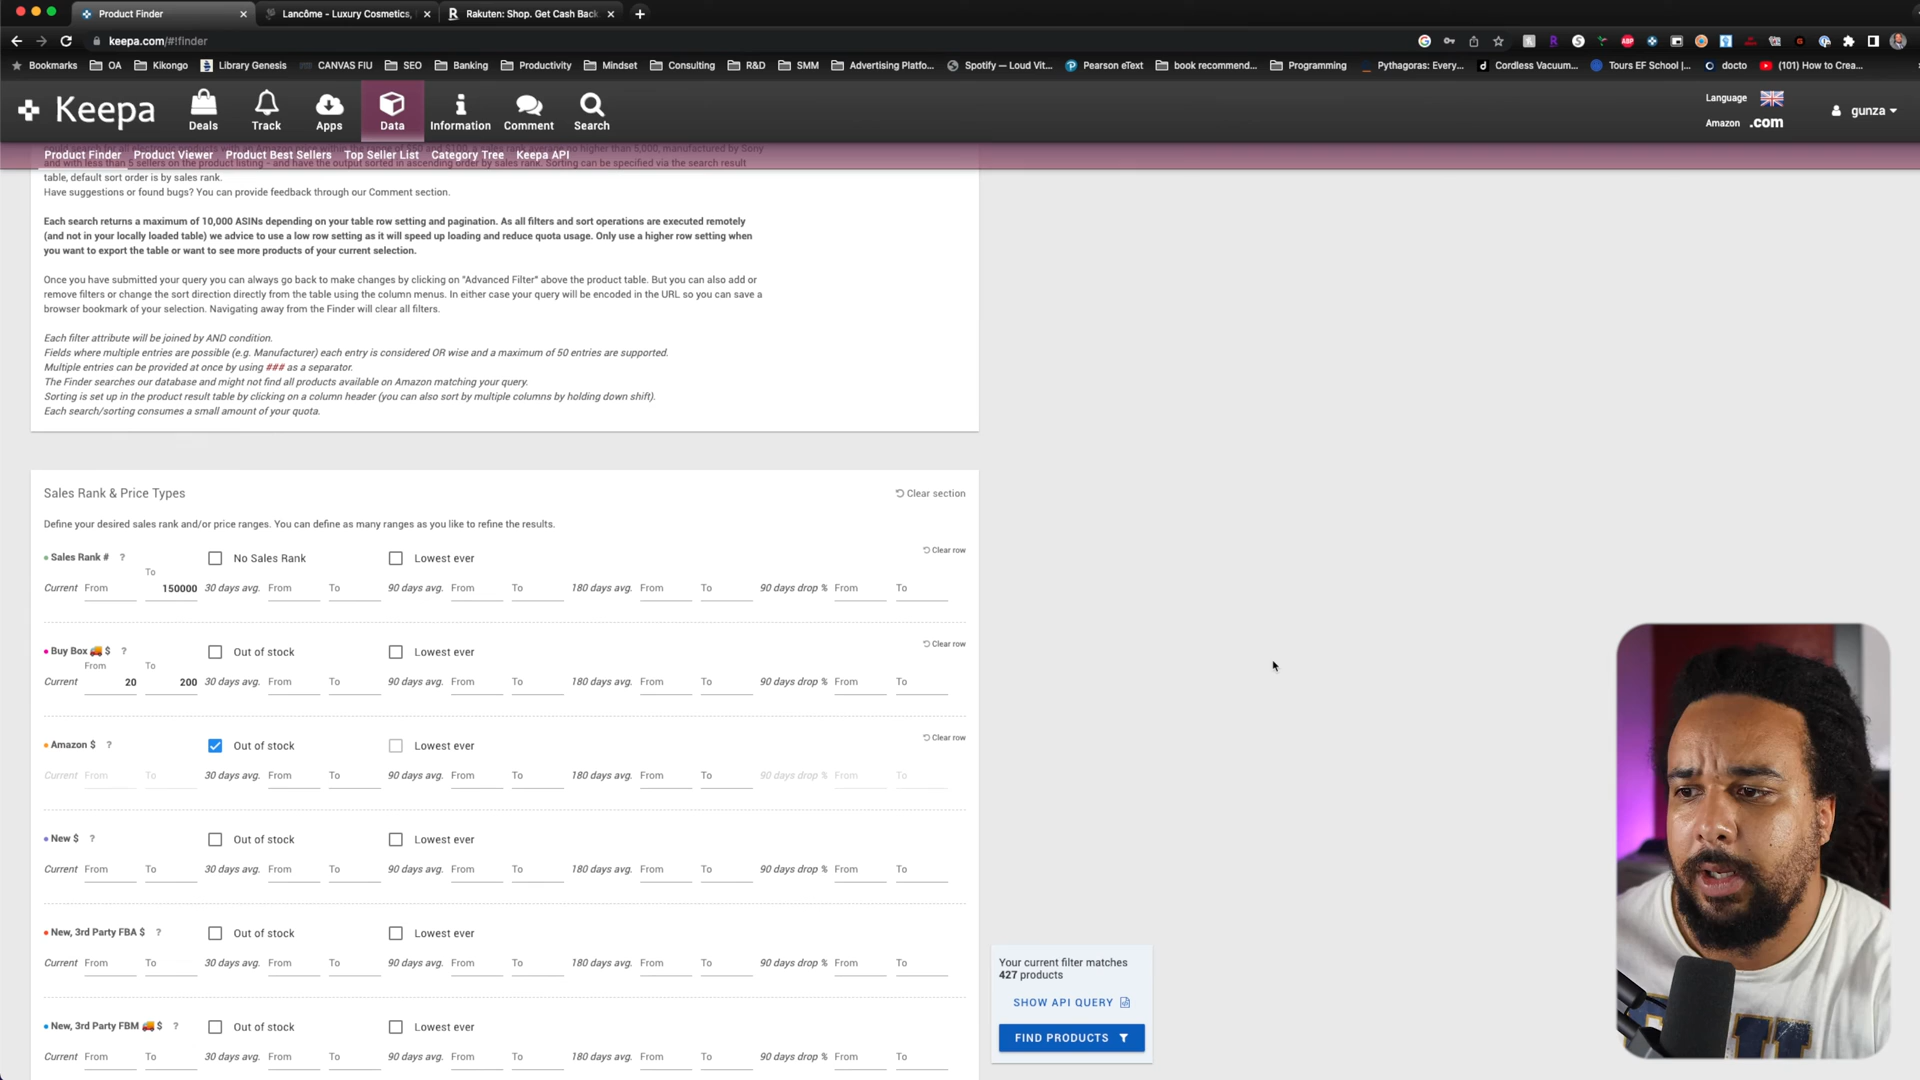 Product Finder
Lancôme - Luxury Cosmetics,
Rakuten: Shop. Get Cash Back
keepa.com/#!finder
Bookmarks
OA
Kikongo
Library Genesis
CANVAS FIU
SEO
Banking
Productivity
Mindset
Consulting
R&D
SMM
Advertising Platfo...
Spotify — Loud Vit...
Pearson eText
book recommend...
Programming
Pythagoras: Every...
Cordless Vacuum...
Tours EF School |...
docto
(101) How to Crea...
Keepa
Deals
Track
Apps
Data
Information
Comment
Search
Language
Amazon .com
gunza
Product Finder
Product Viewer
Product Best Sellers
Top Seller List
Category Tree
Keepa API
and with less than 5 sellers on the product listing - and have the output sorted in ascending order by sales rank. Sorting can be specified via the search result
table, default sort order is by sales rank.
Have suggestions or found bugs? You can provide feedback through our Comment section.
Each search returns a maximum of 10,000 ASINs depending on your table row setting and pagination. As all filters and sort operations are executed remotely
(and not in your locally loaded table) we advice to use a low row setting as it will speed up loading and reduce quota usage. Only use a higher row setting when
you want to export the table or want to see more products of your current selection.
Once you have submitted your query you can always go back to make changes by clicking on "Advanced Filter" above the product table. But you can also add or
remove filters or change the sort direction directly from the table using the column menus. In either case your query will be encoded in the URL so you can save a
browser bookmark of your selection. Navigating away from the Finder will clear all filters.
Each filter attribute will be joined by AND condition.
Fields where multiple entries are possible (e.g. Manufacturer) each entry is considered OR wise and a maximum of 50 entries are supported.
Multiple entries can be provided at once by using ### as a separator.
The Finder searches our database and might not find all products available on Amazon matching your query.
Sorting is set up in the product result table by clicking on a column header (you can also sort by multiple columns by holding down shift).
Each search/sorting consumes a small amount of your quota.
Sales Rank & Price Types
Clear section
Define your desired sales rank and/or price ranges. You can define as many ranges as you like to refine the results.
Sales Rank # ? No Sales Rank Lowest ever Clear row
To
Current From 150000 30 days avg. From To 90 days avg. From To 180 days avg. From To 90 days drop % From To
Buy Box $ ? Out of stock Lowest ever Clear row
From To
Current 20 200 30 days avg. From To 90 days avg. From To 180 days avg. From To 90 days drop % From To
Amazon $ ? Out of stock Lowest ever Clear row
Current From To 30 days avg. From To 90 days avg. From To 180 days avg. From To 90 days drop % From To
New $ ? Out of stock Lowest ever
Current From To 30 days avg. From To 90 days avg. From To 180 days avg. From To 90 days drop % From To
New, 3rd Party FBA $ ? Out of stock Lowest ever
Current From To 30 days avg. From To 90 days avg. From To 180 days avg. From To 90 days drop % From To
New, 3rd Party FBM $ ? Out of stock Lowest ever
Current From To 30 days avg. From To 90 days avg. From To 180 days avg. From To 90 days drop % From To
Your current filter matches
427 products
SHOW API QUERY
FIND PRODUCTS